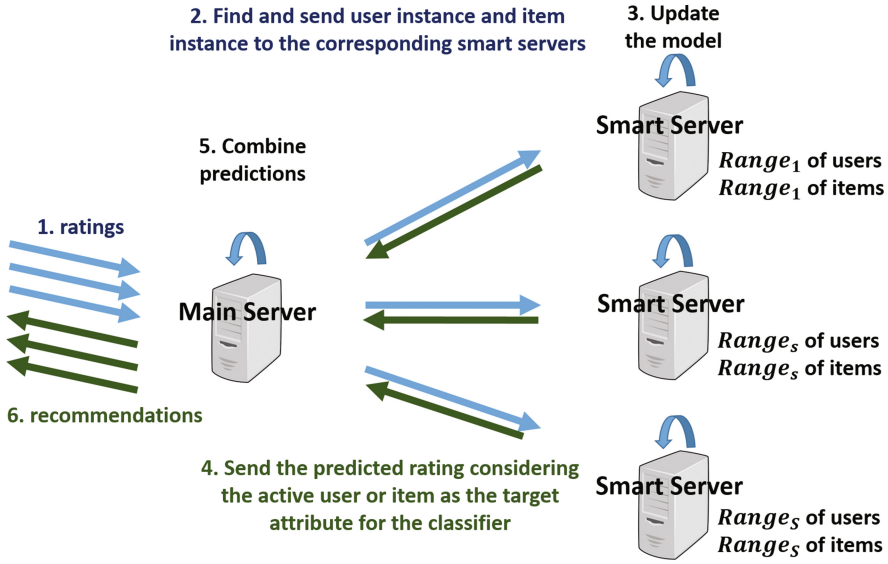 2. Find and send user instance and item
instance to the corresponding smart servers
3. Update
the model
Smart Server
Range₁ of users
Range₁ of items
5. Combine
predictions
1. ratings
Main Server
Smart Server
Rangeₛ of users
Rangeₛ of items
6. recommendations
4. Send the predicted rating considering
the active user or item as the target
attribute for the classifier
Smart Server
Range_S of users
Range_S of items